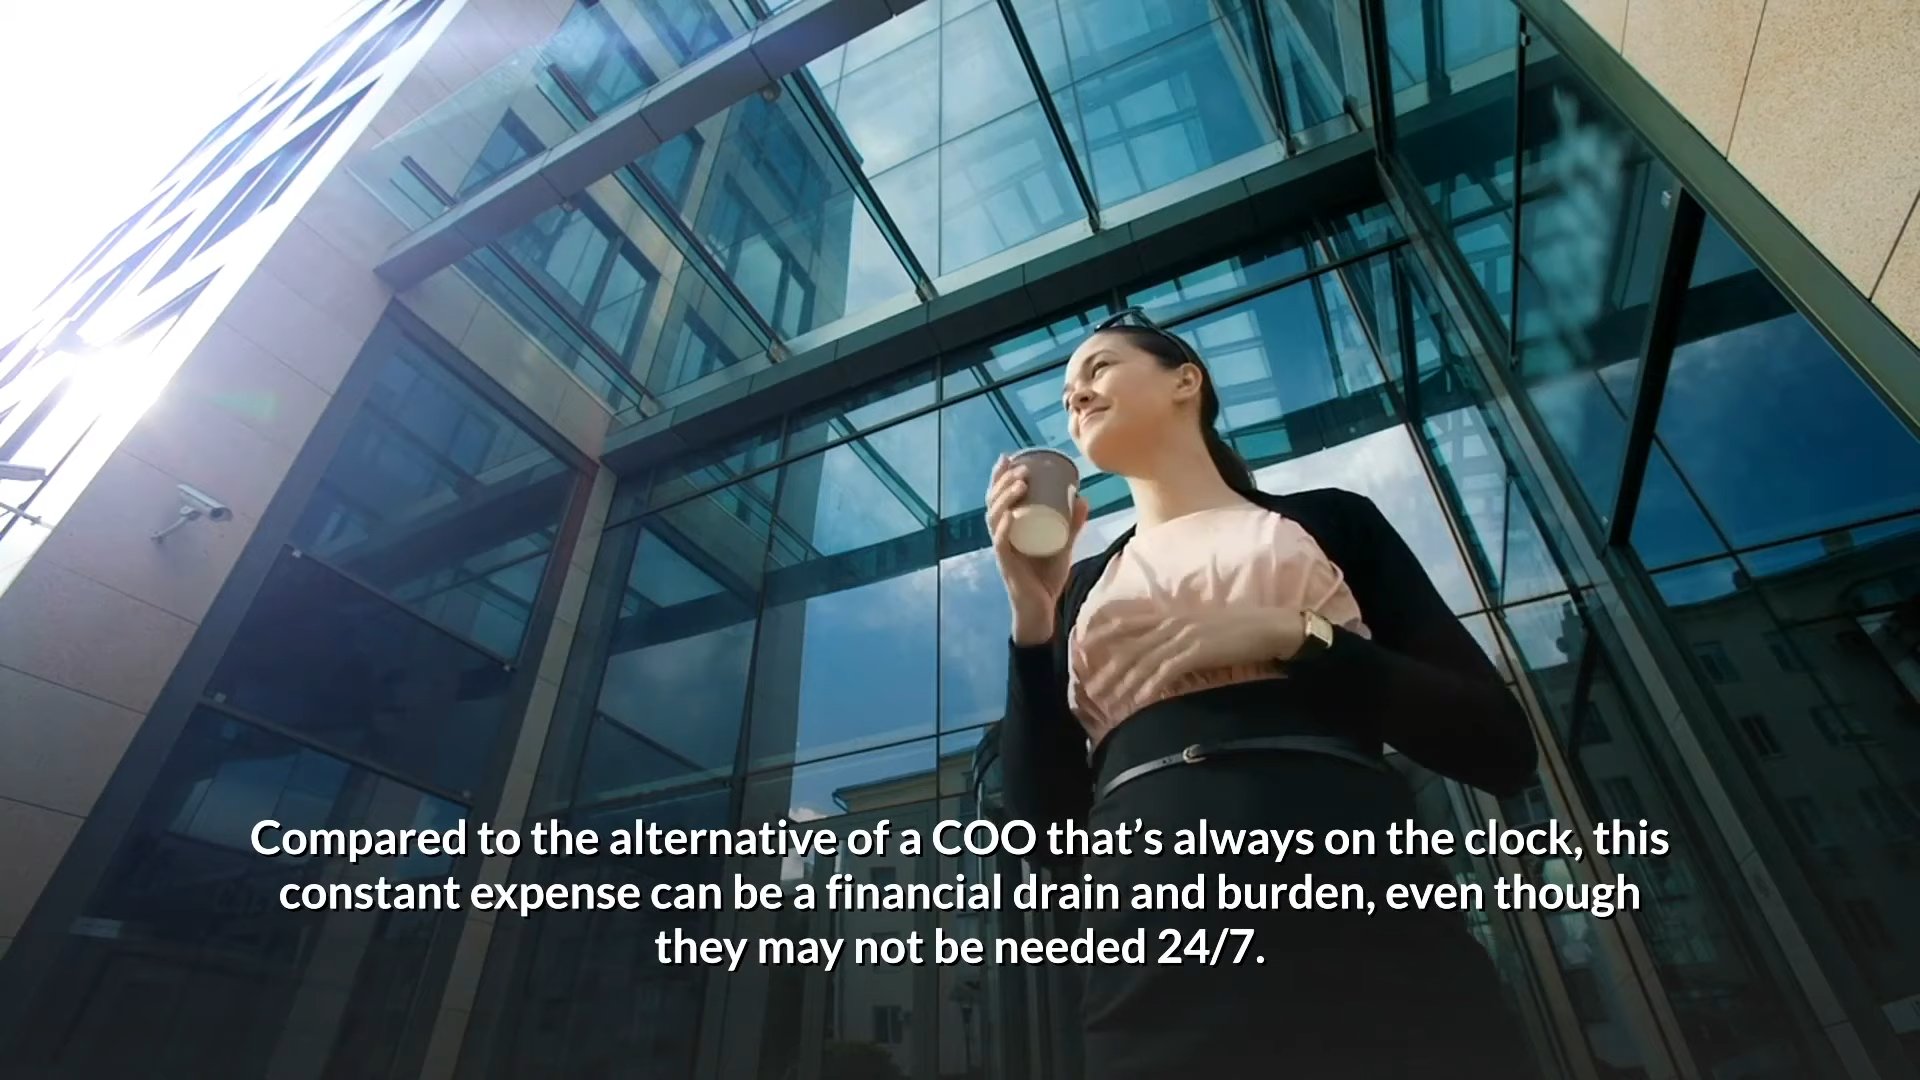 Compared to the alternative of a COO that’s always on the clock, this
constant expense can be a financial drain and burden, even though
they may not be needed 24/7.